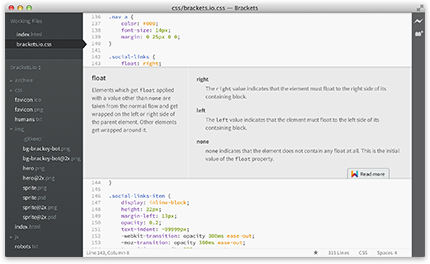 css/brackets.io.css — Brackets
Working Files
index.html
brackets.io.css
brackets.io
archive
css
favicon.ico
favicon.png
humans.txt
img
.gitkeep
bg-brackey-bot.png
bg-brackey-bot@2x.png
hero.png
hero@2x.png
sprite.png
sprite.psd
sprite@2x.png
sprite@2x.psd
index.html
js
robots.txt
136 .nav a {
137 color: #000;
138 font-size: 14px;
139 margin: 0 25px 0 0;
140 }
141
142 .social-links {
143 float: right;
float
Elements which get float applied
with a value other than none are
taken from the normal flow and get
wrapped on the left or right side of
the parent element. Other elements
get wrapped around it.
right
The right value indicates that the element must float to the right side of its
containing block.
left
The left value indicates that the element must float to the left side of its
containing block.
none
none indicates that the element does not contain any float at all. This is the initial
value of the float property.
Read more
144 }
145
146 .social-links-item {
147 display: inline-block;
148 height: 22px;
149 margin-left: 13px;
150 opacity: 0.2;
151 text-indent: -99999px;
152 -webkit-transition: opacity 300ms ease-out;
153 -moz-transition: opacity 300ms ease-out;
Line 143, Column 8
315 Lines
CSS
Spaces: 4